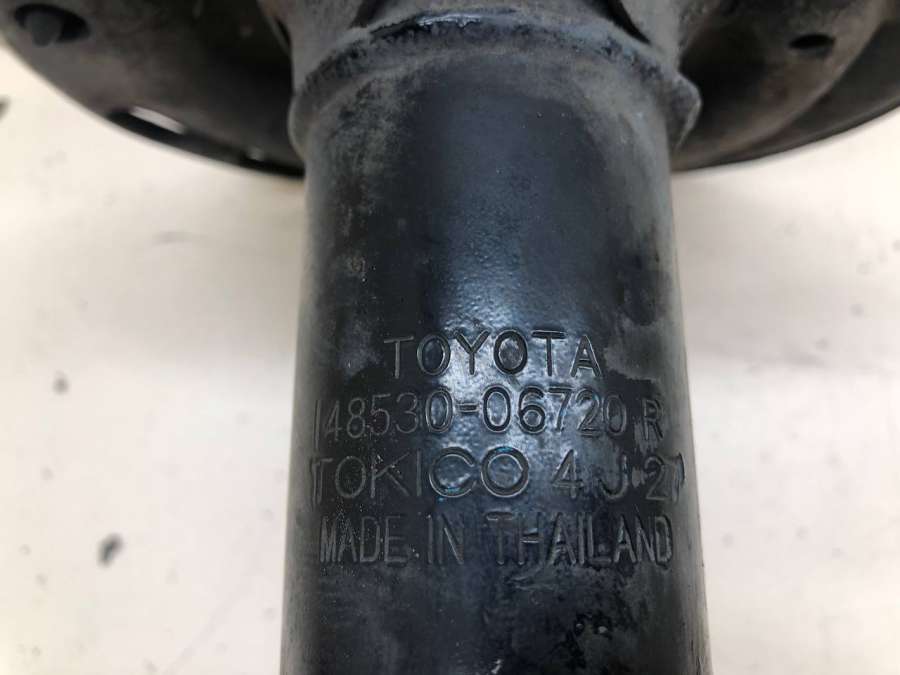 TOYOTA
148530-06720 R
TOKICO 4 J 27
MADE IN THAILAND